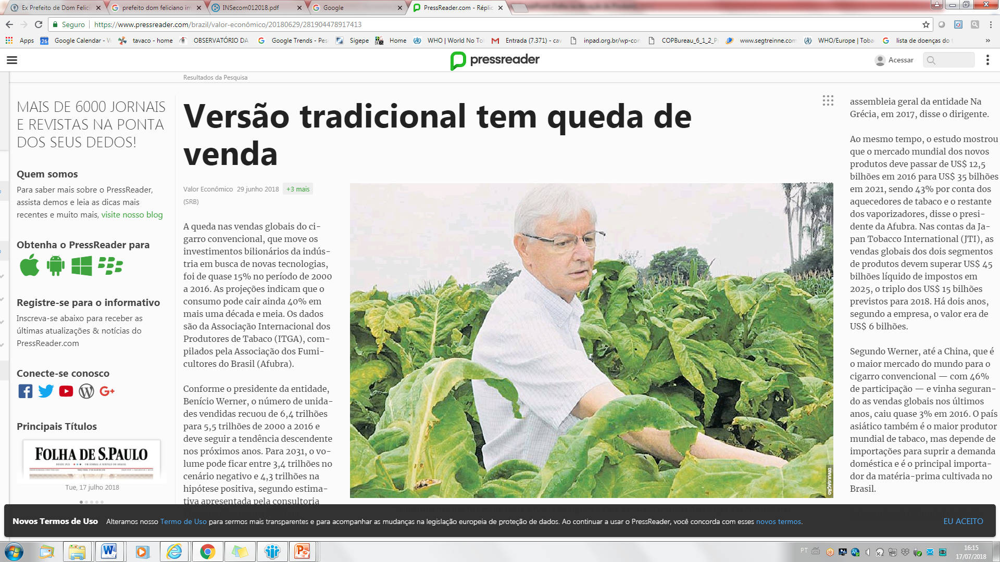 Ex Prefeito de Dom Felici
prefeito dom feliciano im
INSecom012018.pdf
Google
PressReader.com - Réplic
Seguro
https://www.pressreader.com/brazil/valor-econômico/20180629/281904478917413
Apps
26
Google Calendar - V
tavaco - home
OBSERVATÓRIO DA
Google Trends - Pes
Sigepe
Home
WHO | World No To
Entrada (7.371) - cav
inpad.org.br/wp-con
COPBureau_6_1_2_P
www.segtreinne.com
WHO/Europe | Toba
lista de doenças do t
»
pressreader
Acessar
Resultados da Pesquisa
MAIS DE 6000 JORNAIS
E REVISTAS NA PONTA
DOS SEUS DEDOS!
Quem somos
Para saber mais sobre o PressReader,
assista demos e leia as dicas mais
recentes e muito mais, visite nosso blog
Obtenha o PressReader para
Registre-se para o informativo
Inscreva-se abaixo para receber as
últimas atualizações & notícias do
PressReader.com
Conecte-se conosco
Principais Títulos
FOLHA DE S.PAULO
Tue, 17 julho 2018
Versão tradicional tem queda de
venda
Valor Econômico 29 junho 2018 +3 mais
(SRB)
A queda nas vendas globais do ci-
garro convencional, que move os
investimentos bilionários da indús-
tria em busca de novas tecnologias,
foi de quase 15% no período de 2000
a 2016. As projeções indicam que o
consumo pode cair ainda 40% em
mais uma década e meia. Os dados
são da Associação Internacional dos
Produtores de Tabaco (ITGA), com-
pilados pela Associação dos Fumi-
cultores do Brasil (Afubra).
Conforme o presidente da entidade,
Benício Werner, o número de unida-
des vendidas recuou de 6,4 trilhões
para 5,5 trilhões de 2000 a 2016 e
deve seguir a tendência descendente
nos próximos anos. Para 2031, o vo-
lume pode ficar entre 3,4 trilhões no
cenário negativo e 4,3 trilhões na
hipótese positiva, segundo estima-
tiva apresentada pela consultoria
DIVULGAÇÃO
assembleia geral da entidade Na
Grécia, em 2017, disse o dirigente.
Ao mesmo tempo, o estudo mostrou
que o mercado mundial dos novos
produtos deve passar de US$ 12,5
bilhões em 2016 para US$ 35 bilhões
em 2021, sendo 43% por conta dos
aquecedores de tabaco e o restante
dos vaporizadores, disse o presi-
dente da Afubra. Nas contas da Ja-
pan Tobacco International (JTI), as
vendas globais dos dois segmentos
de produtos devem superar US$ 45
bilhões líquido de impostos em
2025, o triplo dos US$ 15 bilhões
previstos para 2018. Há dois anos,
segundo a empresa, o valor era de
US$ 6 bilhões.
Segundo Werner, até a China, que é
o maior mercado do mundo para o
cigarro convencional — com 46%
de participação — e vinha seguran-
do as vendas globais nos últimos
anos, caiu quase 3% em 2016. O país
asiático também é o maior produtor
mundial de tabaco, mas depende de
importações para suprir a demanda
doméstica e é o principal importa-
dor da matéria-prima cultivada no
Brasil.
Novos Termos de Uso Alteramos nosso Termo de Uso para sermos mais transparentes e para acompanhar as mudanças na legislação europeia de proteção de dados. Ao continuar a usar o PressReader, você concorda com esses novos termos. EU ACEITO
PT
16:15
17/07/2018